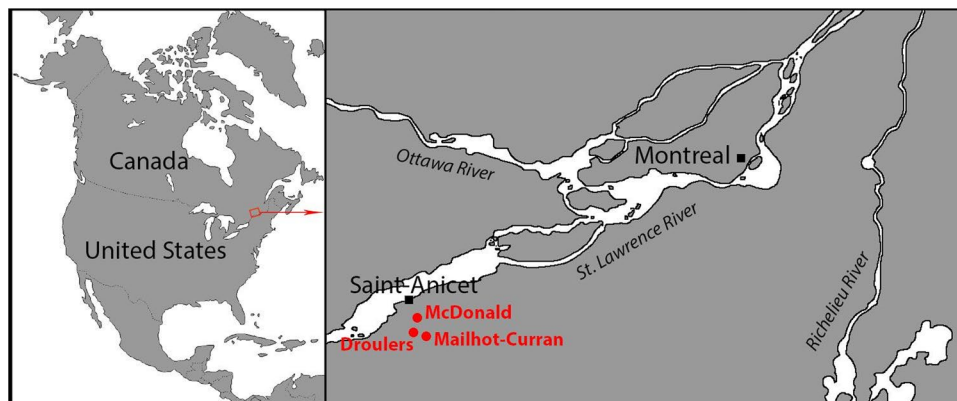 Canada
United States
Ottawa River
Montreal
St. Lawrence River
Richelieu River
Saint-Anicet
McDonald
Droulers
Mailhot-Curran